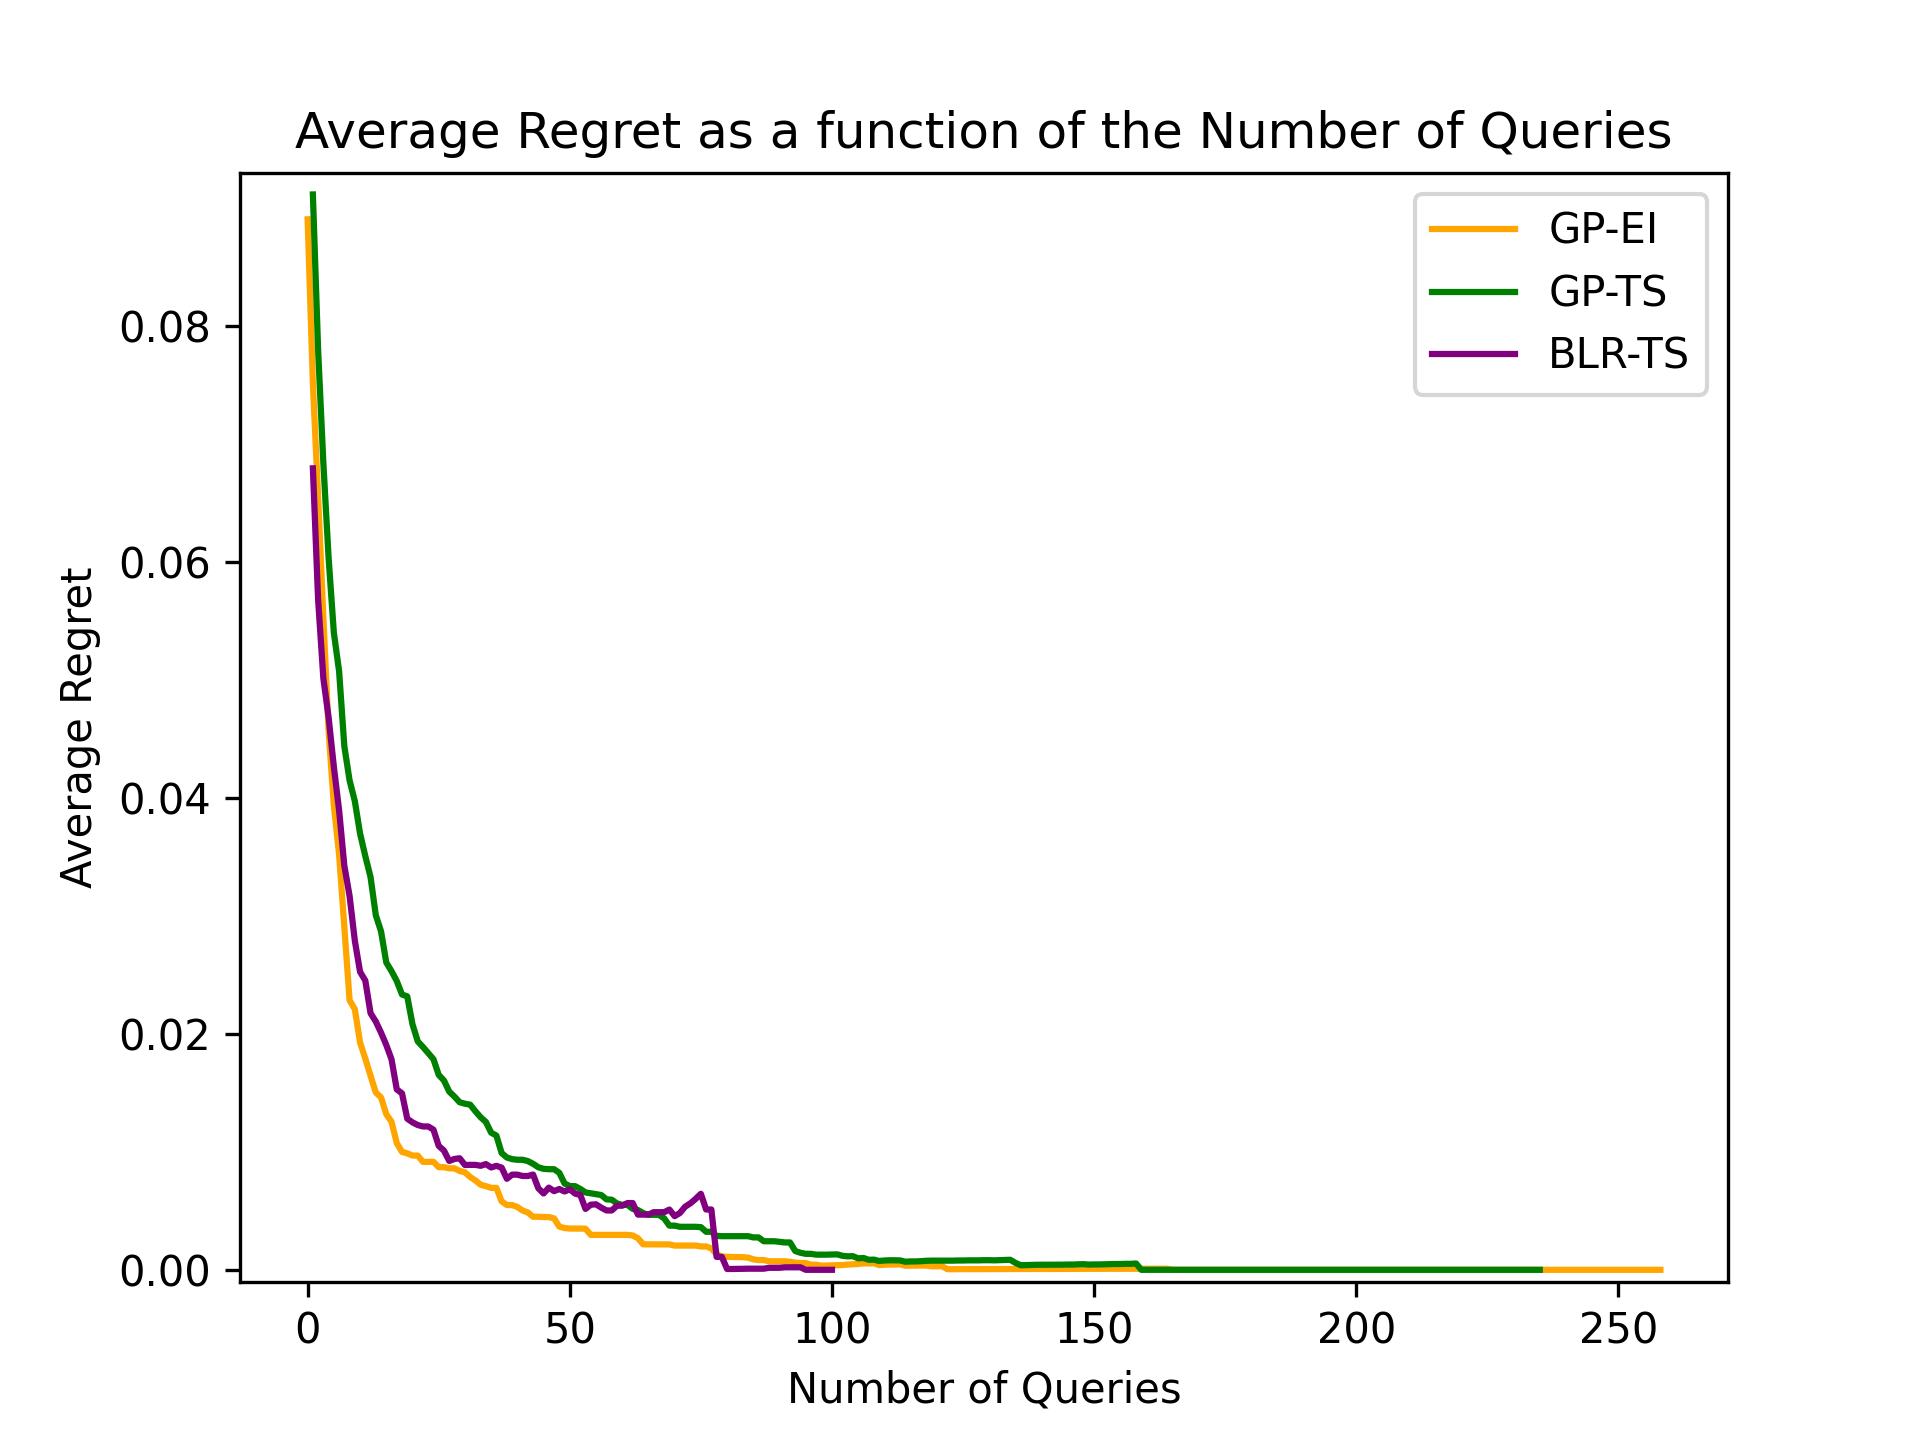 Average Regret as a function of the Number of Queries
GP-EI
GP-TS
BLR-TS
0.08
0.06
0.04
0.02
0.00
Average Regret
0 50 100 150 200 250
Number of Queries